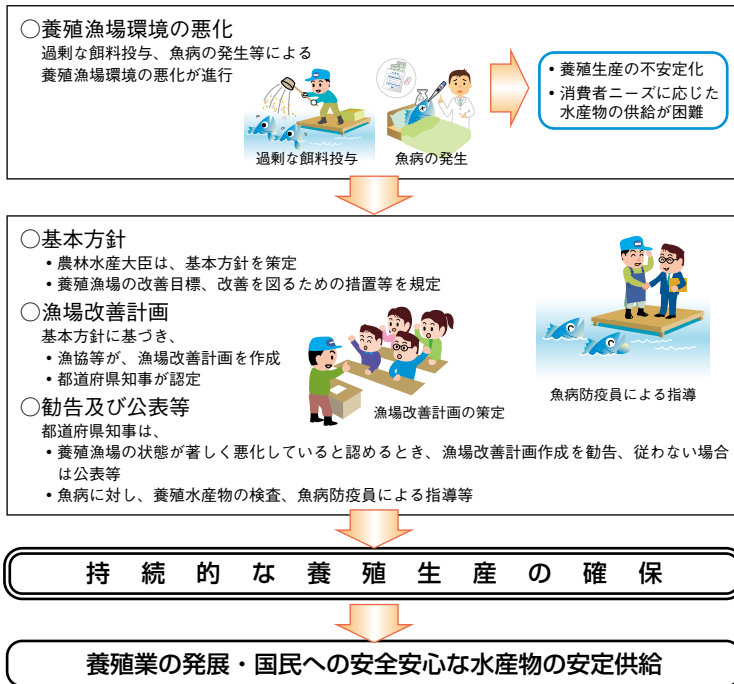 ○養殖漁場環境の悪化
過剰な餌料投与、魚病の発生等による
養殖漁場環境の悪化が進行
過剰な餌料投与
魚病の発生
・養殖生産の不安定化
・消費者ニーズに応じた
水産物の供給が困難
○基本方針
・農林水産大臣は、基本方針を策定
・養殖漁場の改善目標、改善を図るための措置等を規定
○漁場改善計画
基本方針に基づき、
・漁協等が、漁場改善計画を作成
・都道府県知事が認定
漁場改善計画の策定
魚病防疫員による指導
○勧告及び公表等
都道府県知事は、
・養殖漁場の状態が著しく悪化していると認めるとき、漁場改善計画作成を勧告、従わない場合
は公表等
・魚病に対し、養殖水産物の検査、魚病防疫員による指導等
持続的な養殖生産の確保
養殖業の発展・国民への安全安心な水産物の安定供給